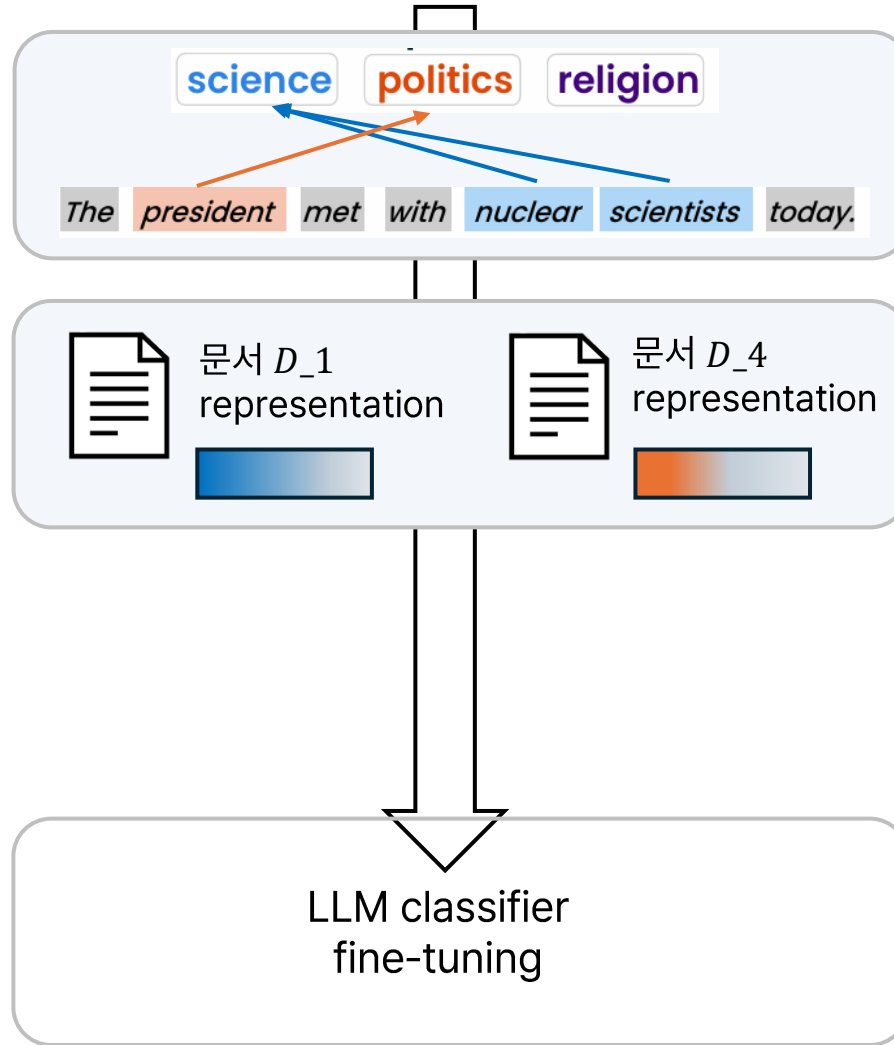 science politics religion
The president met with nuclear scientists today.
문서 D_1
representation
문서 D_4
representation
LLM classifier
fine-tuning